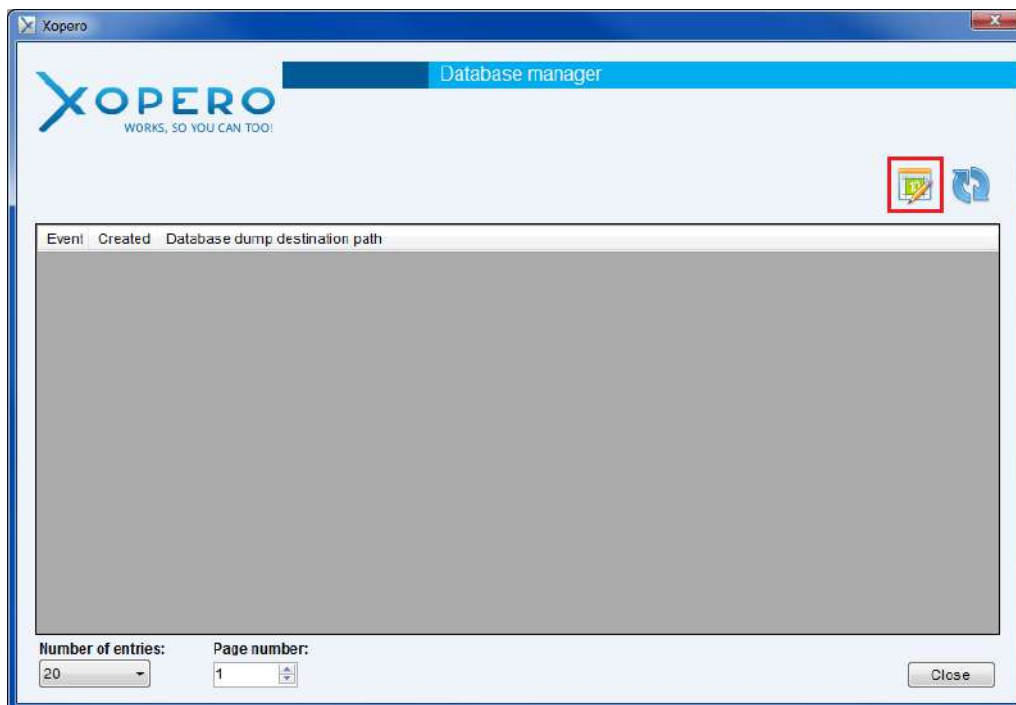 Xopero
Database manager
XOPERO
WORKS, SO YOU CAN TOO!
Event Created Database dump destination path
Number of entries: Page number:
20 1
Close